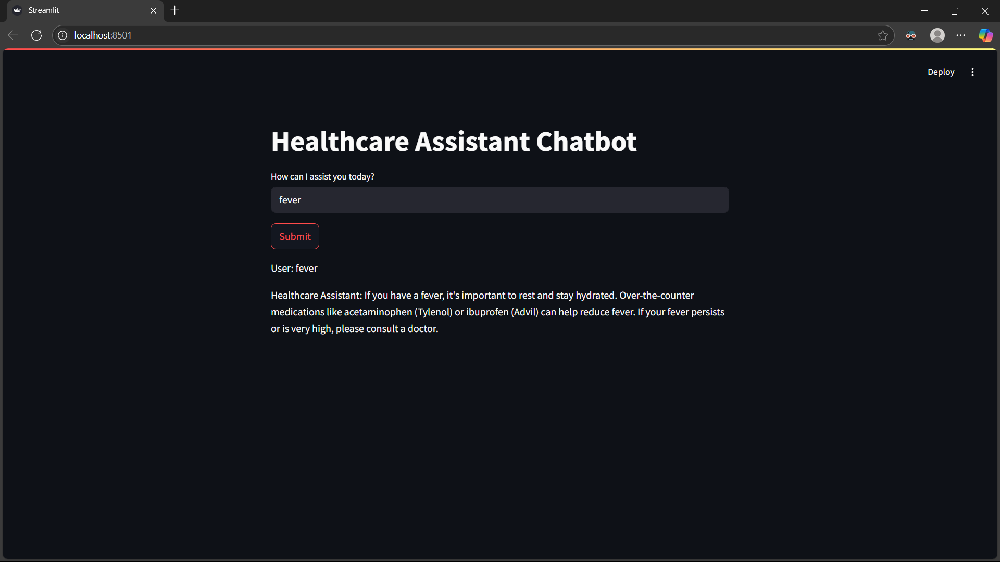 Streamlit
localhost:8501
Deploy
Healthcare Assistant Chatbot
How can I assist you today?
fever
Submit
User: fever
Healthcare Assistant: If you have a fever, it's important to rest and stay hydrated. Over-the-counter
medications like acetaminophen (Tylenol) or ibuprofen (Advil) can help reduce fever. If your fever persists
or is very high, please consult a doctor.